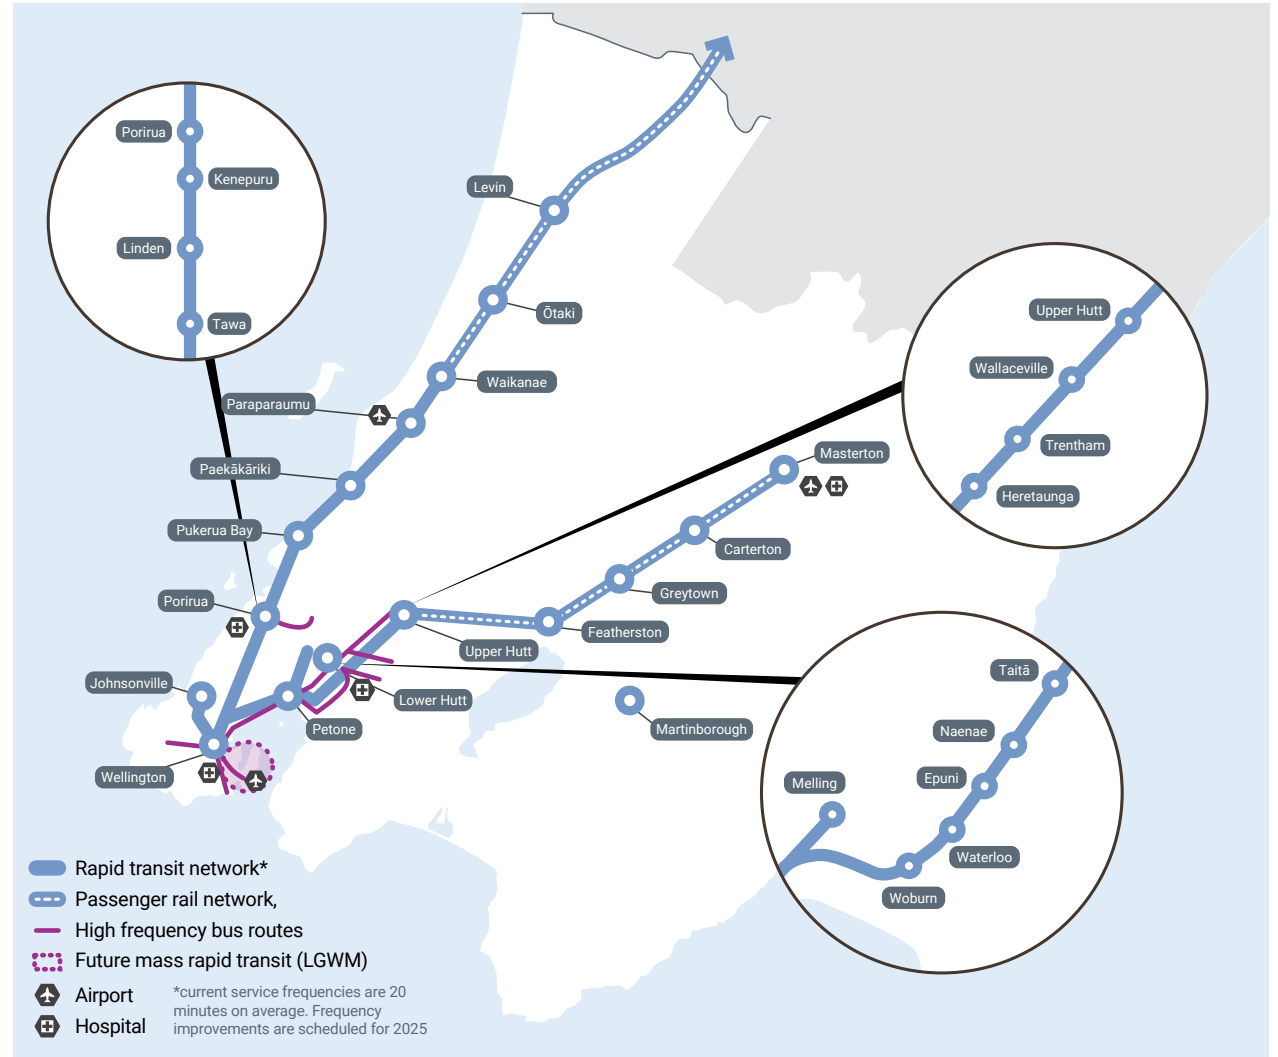 Porirua
Kenepuru
Linden
Tawa
Levin
Ōtaki
Waikanae
Paraparaumu
Paekākāriki
Pukerua Bay
Porirua
Johnsonville
Wellington
Petone
Lower Hutt
Upper Hutt
Featherston
Greytown
Carterton
Masterton
Martinborough
Upper Hutt
Wallaceville
Trentham
Heretaunga
Taitā
Naenae
Epuni
Melling
Waterloo
Woburn
Rapid transit network*
Passenger rail network,
High frequency bus routes
Future mass rapid transit (LGWM)
Airport
Hospital
*current service frequencies are 20
minutes on average. Frequency
improvements are scheduled for 2025